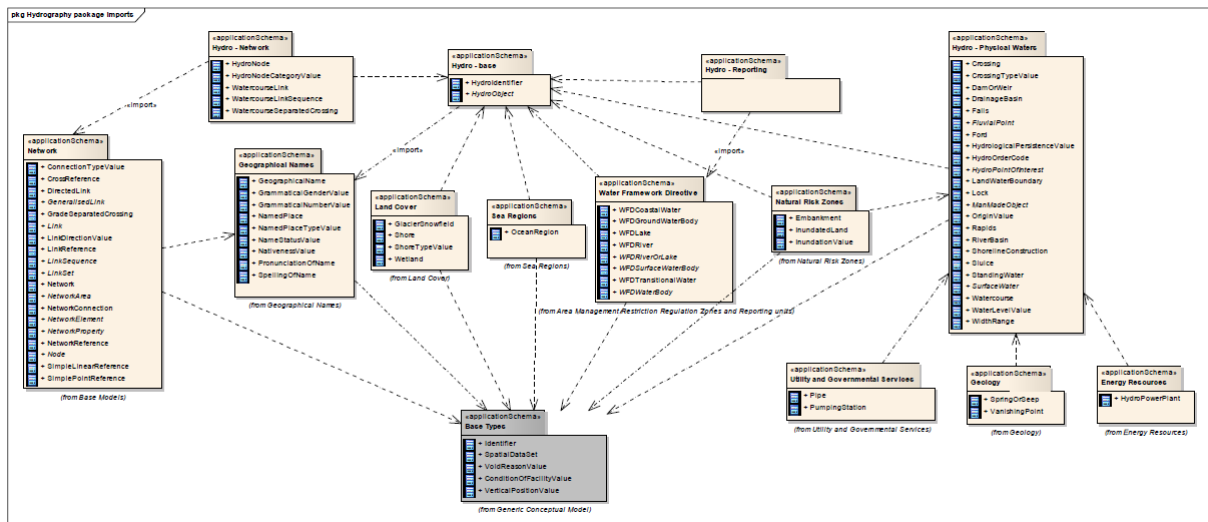 pkg Hydrography package imports
«applicationSchema»
Hydro - Network
+ HydroNode
+ HydroNodeCategoryValue
+ WatercourseLink
+ WatercourseLinkSequence
+ WatercourseSeparatedCrossing
«applicationSchema»
Hydro - base
+ HydroIdentifier
+ HydroObject
«applicationSchema»
Hydro - Reporting
«applicationSchema»
Hydro - Physical Waters
+ Crossing
+ CrossingTypeValue
+ DamOrWeir
+ DrainageBasin
+ Falls
+ FluvialPoint
+ Ford
+ HydrologicalPersistenceValue
+ HydroOrderCode
+ HydroPointOfInterest
+ LandWaterBoundary
+ Lock
+ ManMadeObject
+ OriginValue
+ Rapids
+ RiverBasin
+ ShorelineConstruction
+ Sluice
+ StandingWater
+ SurfaceWater
+ Watercourse
+ WaterLevelValue
+ WidthRange
«import»
«import»
«import»
«applicationSchema»
Network
+ ConnectionTypeValue
+ CrossReference
+ DirectedLink
+ GeneralisedLink
+ GradeSeparatedCrossing
+ Link
+ LinkDirectionValue
+ LinkReference
+ LinkSequence
+ LinkSet
+ Network
+ NetworkArea
+ NetworkConnection
+ NetworkElement
+ NetworkProperty
+ NetworkReference
+ Node
+ SimpleLinearReference
+ SimplePointReference
(from Base Models)
«applicationSchema»
Geographical Names
+ GeographicalName
+ GrammaticalGenderValue
+ GrammaticalNumberValue
+ NamedPlace
+ NamedPlaceTypeValue
+ NameStatusValue
+ NativenessValue
+ PronunciationOfName
+ SpellingOfName
(from Geographical Names)
«applicationSchema»
Land Cover
+ GlacierSnowfield
+ Shore
+ ShoreTypeValue
+ Wetland
(from Land Cover)
«applicationSchema»
Sea Regions
+ OceanRegion
(from Sea Regions)
«applicationSchema»
Water Framework Directive
+ WFDCoastalWater
+ WFDGroundWaterBody
+ WFDLake
+ WFDRiver
+ WFDRiverOrLake
+ WFDSurfaceWaterBody
+ WFDTransitionalWater
+ WFDWaterBody
(from Area Management Restriction Regulation Zones and Reporting units)
«applicationSchema»
Natural Risk Zones
+ Embankment
+ InundatedLand
+ InundationValue
(from Natural Risk Zones)
«applicationSchema»
Utility and Governmental Services
+ Pipe
+ PumpingStation
(from Utility and Governmental Services)
«applicationSchema»
Geology
+ SpringOrSeep
+ VanishingPoint
(from Geology)
«applicationSchema»
Energy Resources
+ HydroPowerPlant
(from Energy Resources)
«applicationSchema»
Base Types
+ Identifier
+ SpatialDataSet
+ VoidReasonValue
+ ConditionOfFacilityValue
+ VerticalPositionValue
(from Generic Conceptual Model)